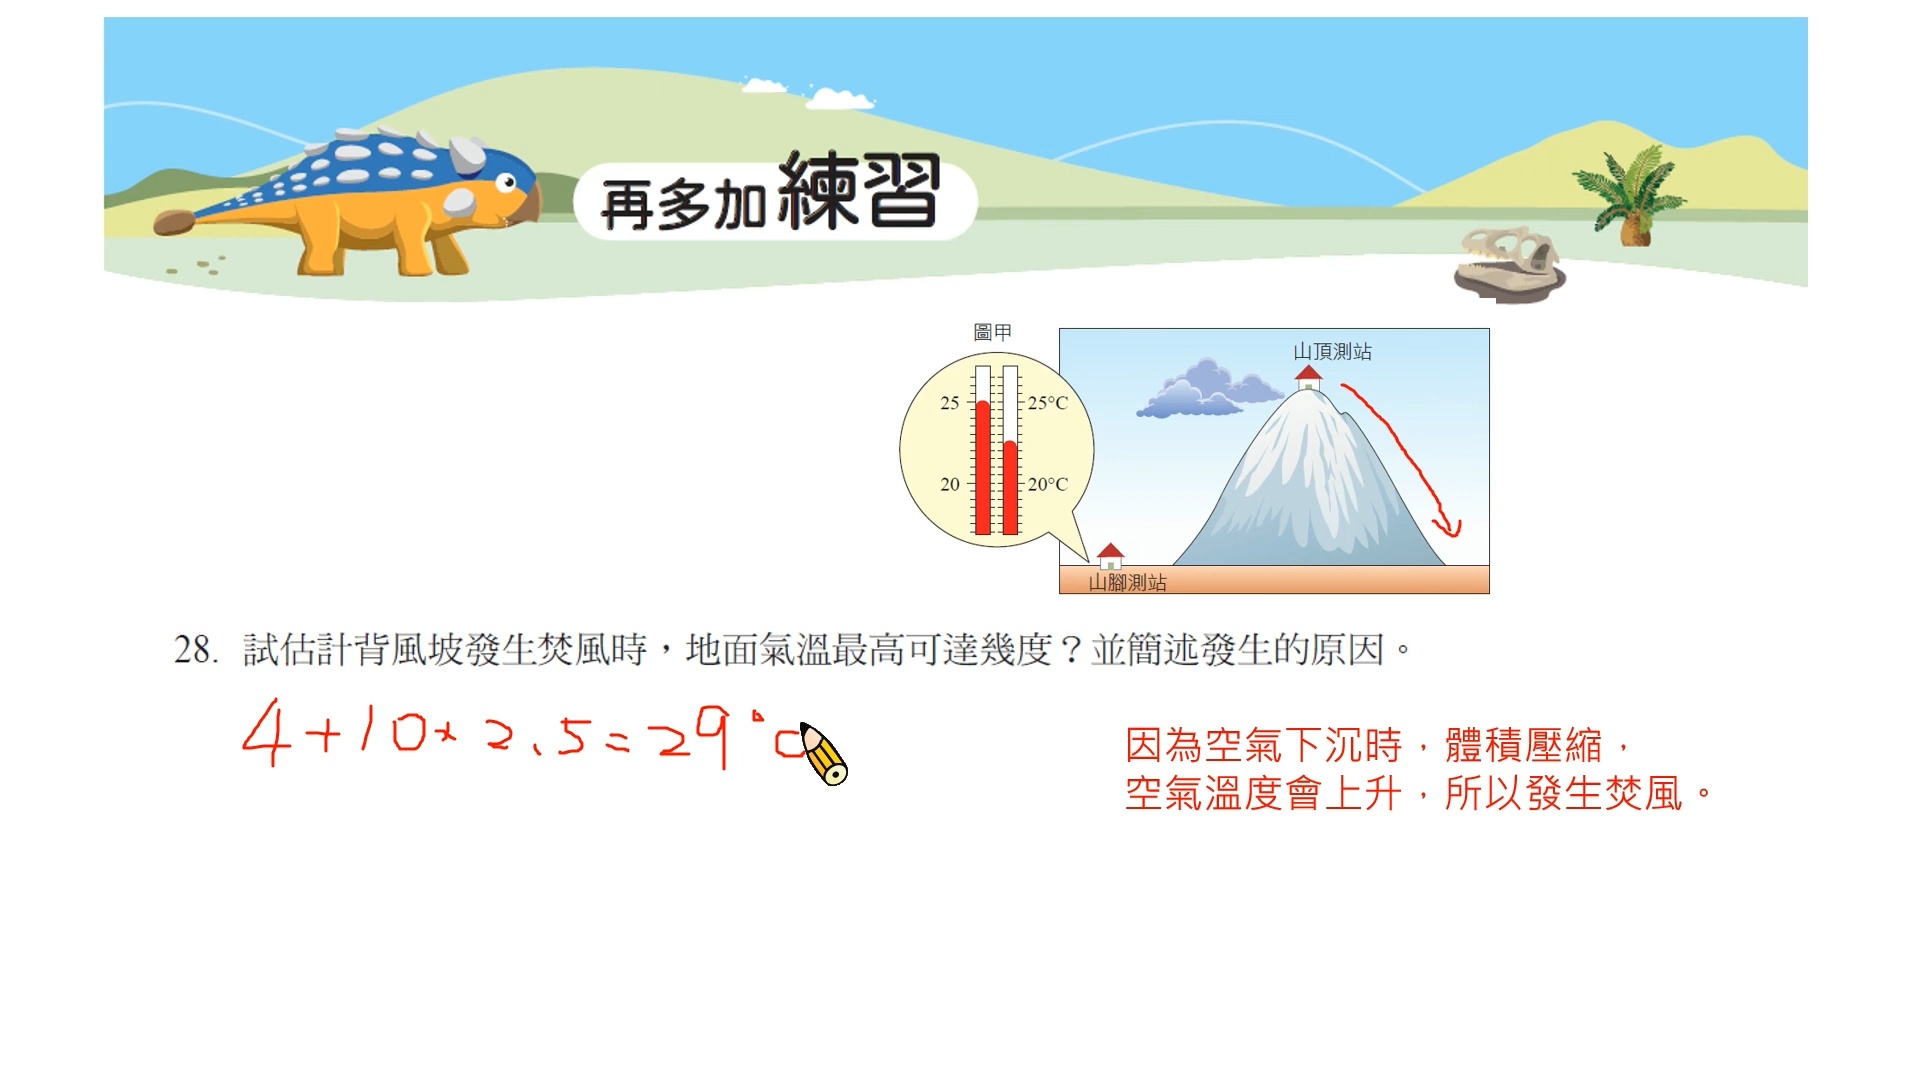 再多加練習
圖甲
山頂測站
25 25°C
20 20°C
山腳測站
28. 試估計背風坡發生焚風時，地面氣溫最高可達幾度？並簡述發生的原因。
4+10×2.5=29°C
因為空氣下沉時，體積壓縮，
空氣溫度會上升，所以發生焚風。